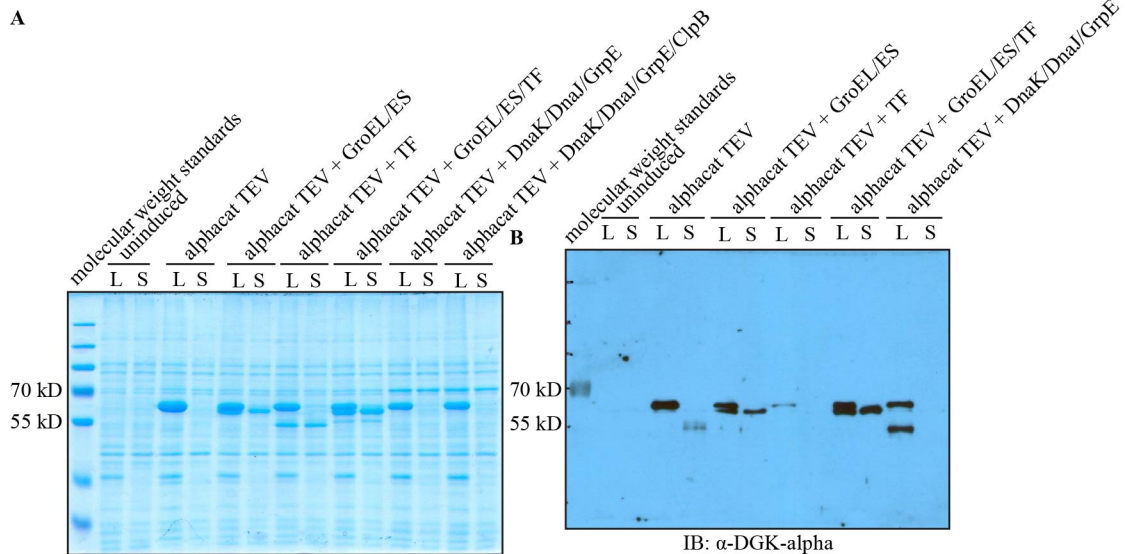 A
molecular weight standards
uninduced
alphacat TEV
alphacat TEV + GroEL/ES
alphacat TEV + TF
alphacat TEV + GroEL/ES/TF
alphacat TEV + DnaK/DnaJ/GrpE
alphacat TEV + DnaK/DnaJ/GrpE/ClpB
L S L S L S L S L S L S L S
70 kD
55 kD
B
molecular weight standards
uninduced
alphacat TEV
alphacat TEV + GroEL/ES
alphacat TEV + TF
alphacat TEV + GroEL/ES/TF
alphacat TEV + DnaK/DnaJ/GrpE
L S L S L S L S L S L S
70 kD
55 kD
IB: α-DGK-alpha